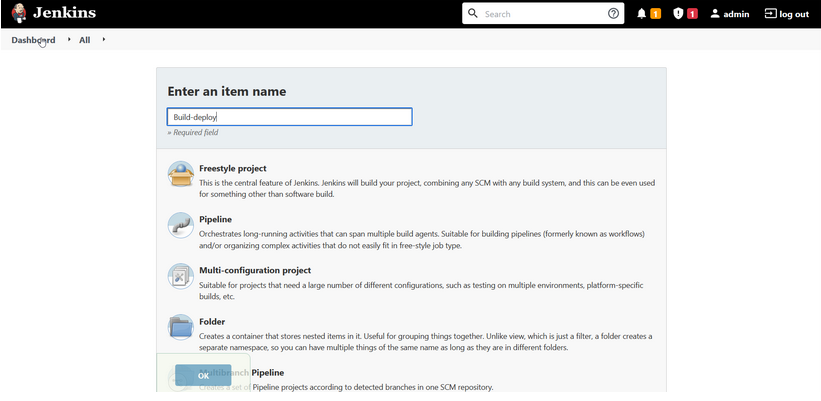 Jenkins
Search
1
1
admin
log out
Dashboard
All
Enter an item name
Build-deploy
» Required field
Freestyle project
This is the central feature of Jenkins. Jenkins will build your project, combining any SCM with any build system, and this can be even used
for something other than software build.
Pipeline
Orchestrates long-running activities that can span multiple build agents. Suitable for building pipelines (formerly known as workflows)
and/or organizing complex activities that do not easily fit in free-style job type.
Multi-configuration project
Suitable for projects that need a large number of different configurations, such as testing on multiple environments, platform-specific
builds, etc.
Folder
Creates a container that stores nested items in it. Useful for grouping things together. Unlike view, which is just a filter, a folder creates a
separate namespace, so you can have multiple things of the same name as long as they are in different folders.
Multibranch Pipeline
OK
Creates a set of Pipeline projects according to detected branches in one SCM repository.